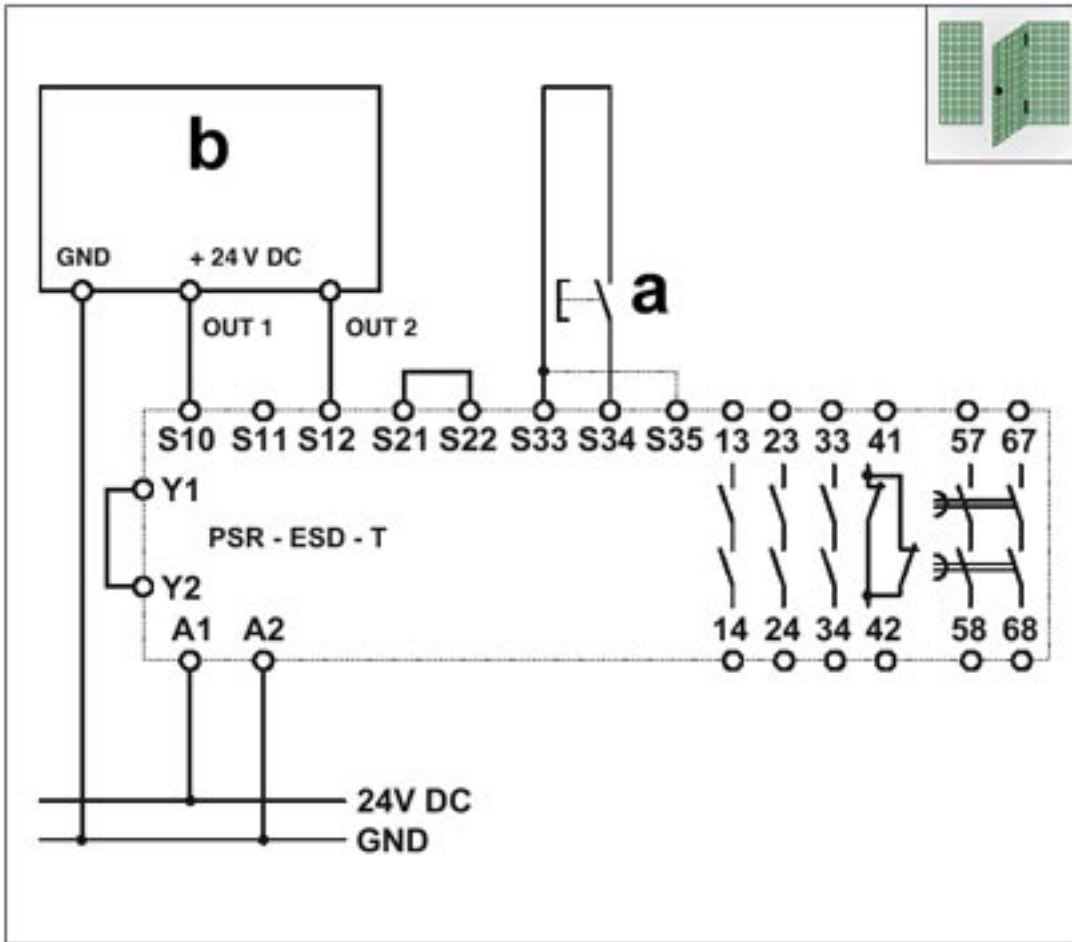 b
GND + 24 V DC
OUT 1 OUT 2
a
S10 S11 S12 S21 S22 S33 S34 S35 13 23 33 41 57 67
Y1
PSR - ESD - T
Y2
A1 A2 14 24 34 42 58 68
24V DC
GND